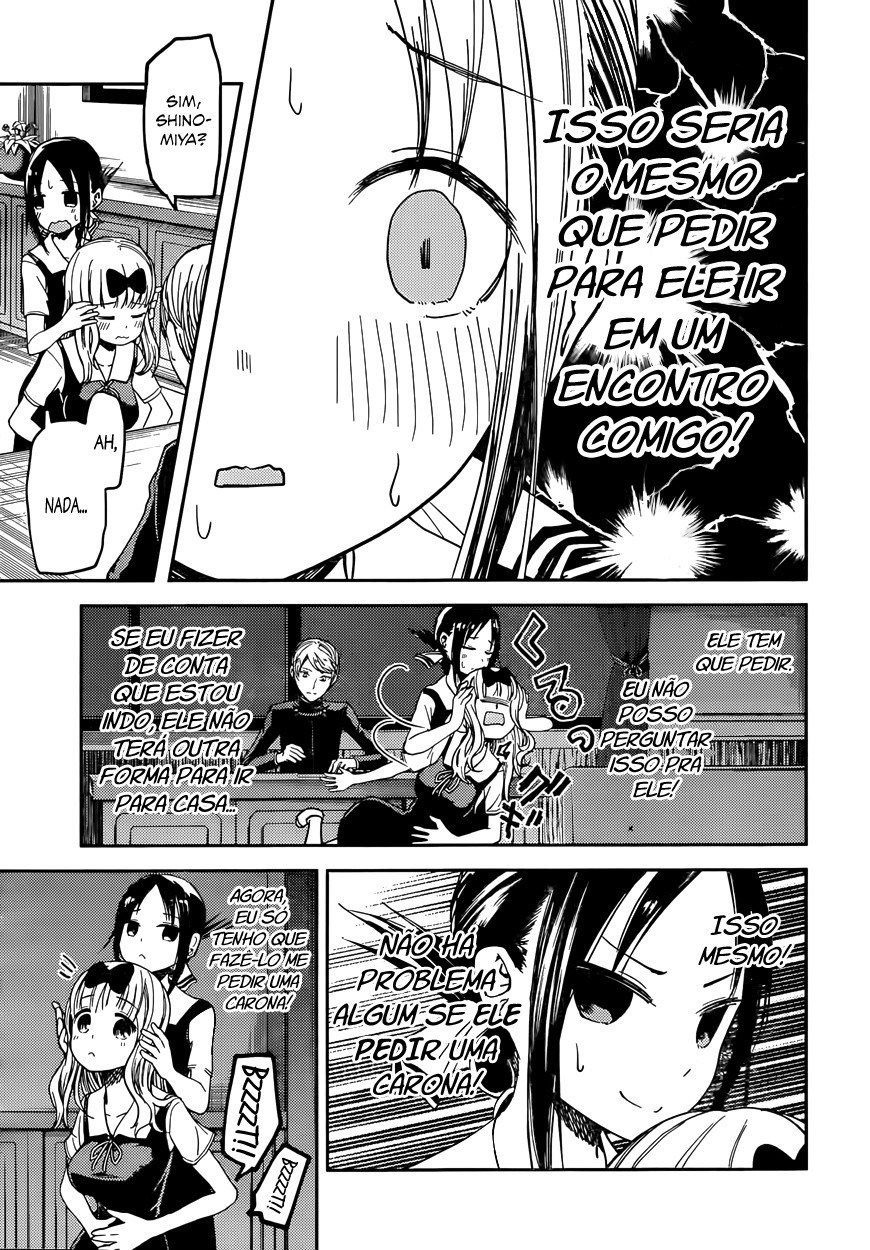 ISSO SERIA
O MESMO
QUE PEDIR
PARA ELE IR
EM UM
ENCONTRO
COMIGO!
SIM,
SHINO-
MIYA?
AH,
NADA...
ELE TEM
QUE PEDIR.
EU NÃO
POSSO
PERGUNTAR
ISSO PRA
ELE!
SE EU FIZER
DE CONTA
QUE ESTOU
INDO, ELE NÃO
TERÁ OUTRA
FORMA PARA IR
PARA CASA...
ISSO
MESMO!
NÃO HÁ
PROBLEMA
ALGUM SE ELE
PEDIR UMA
CARONA!
AGORA,
EU SÓ
TENHO QUE
FAZÊ-LO ME
PEDIR UMA
CARONA!
BZZZZT!!
BZZZZT!!